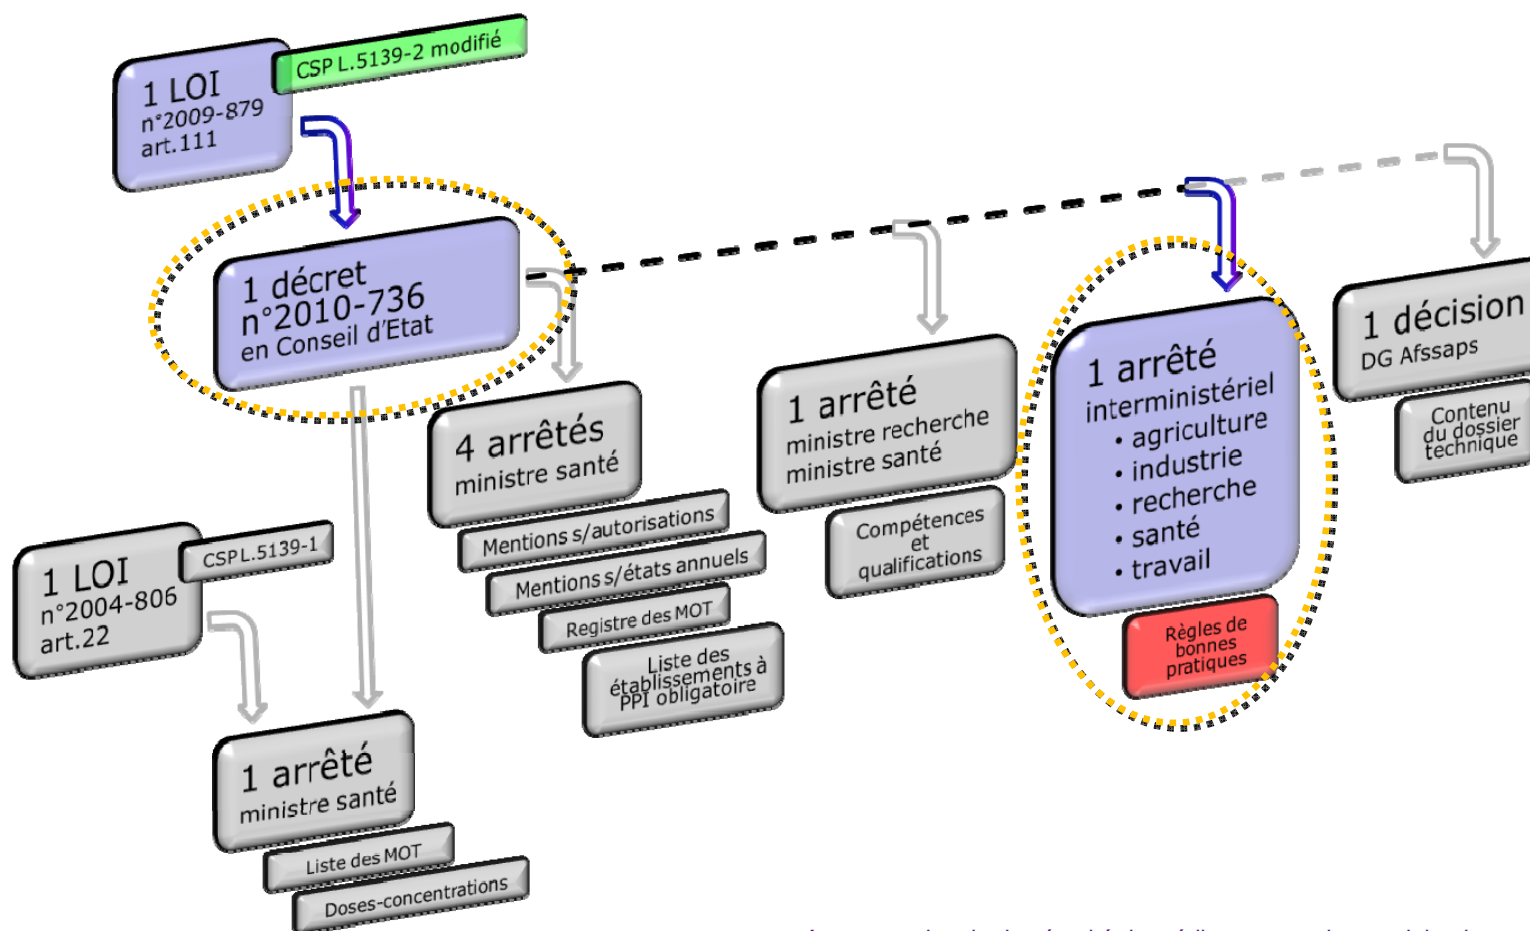 1 LOI
n°2009-879
art.111
CSP L.5139-2 modifié
1 décret
n°2010-736
en Conseil d'Etat
4 arrêtés
ministre santé
Mentions s/autorisations
Mentions s/états annuels
Registre des MOT
Liste des
établissements à
PPI obligatoire
1 arrêté
ministre recherche
ministre santé
Compétences
et
qualifications
1 arrêté
interministériel
• agriculture
• industrie
• recherche
• santé
• travail
Règles de
bonnes
pratiques
1 décision
DG Afssaps
Contenu
du dossier
technique
1 LOI
n°2004-806
art.22
CSP L.5139-1
1 arrêté
ministre santé
Liste des MOT
Doses-concentrations